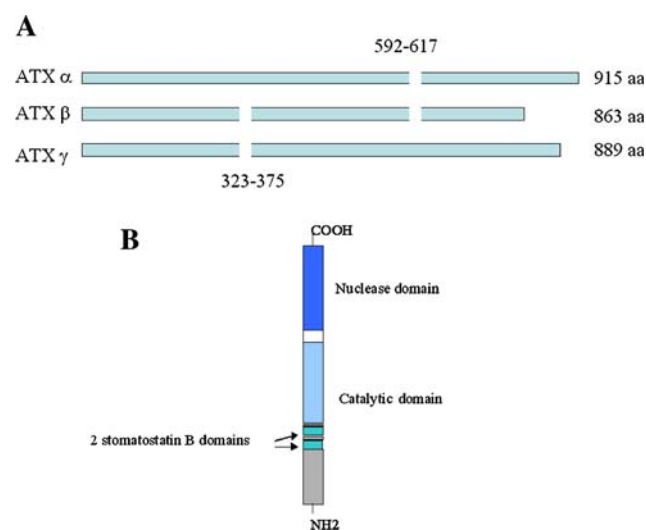 A
592-617
ATX α 915 aa
ATX β 863 aa
ATX γ 889 aa
323-375
B
COOH
Nuclease domain
Catalytic domain
2 stomatostatin B domains
NH2